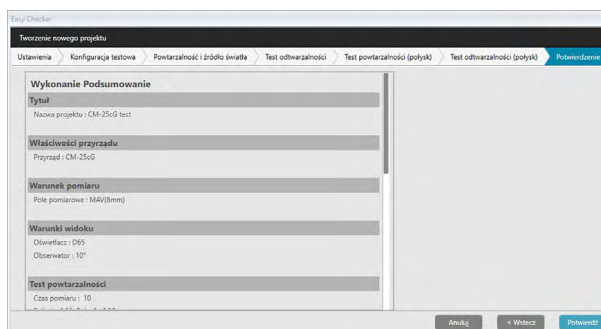 Easy Checker
Tworzenie nowego projektu
Ustawienia Konfiguracja testowa Powtarzalność i źródło światła Test odtwarzalności Test powtarzalności (połysk) Test odtwarzalności (połysk) Potwierdzenie
Wykonanie Podsumowanie
Tytuł
Nazwa projektu : CM-25cG test
Właściwości przyrządu
Przyrząd : CM-25cG
Warunek pomiaru
Pole pomiarowe : MAV(8mm)
Warunki widoku
Oświetlacz : D65
Obserwator : 10°
Test powtarzalności
Czas pomiaru : 10
Anuluj < Wstecz Potwierdź